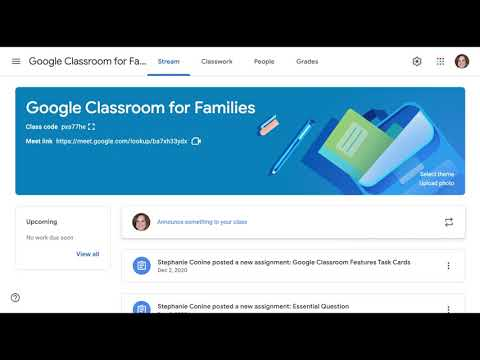 Google Classroom for Fa...
Stream
Classwork
People
Grades
Google Classroom for Families
Class code pxs77he
Meet link https://meet.google.com/lookup/ba7xh33ydx
Select theme
Upload photo
Upcoming
No work due soon
View all
Announce something to your class
Stephanie Conine posted a new assignment: Google Classroom Features Task Cards
Dec 2, 2020
Stephanie Conine posted a new assignment: Essential Question